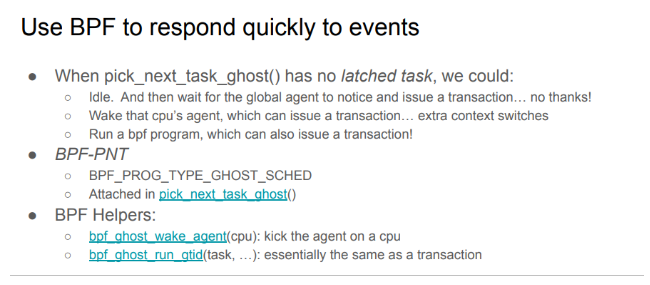 Use BPF to respond quickly to events
● When pick_next_task_ghost() has no latched task, we could:
○ Idle. And then wait for the global agent to notice and issue a transaction… no thanks!
○ Wake that cpu's agent, which can issue a transaction… extra context switches
○ Run a bpf program, which can also issue a transaction!
● BPF-PNT
○ BPF_PROG_TYPE_GHOST_SCHED
○ Attached in pick_next_task_ghost()
● BPF Helpers:
○ bpf_ghost_wake_agent(cpu): kick the agent on a cpu
○ bpf_ghost_run_gtid(task, …): essentially the same as a transaction